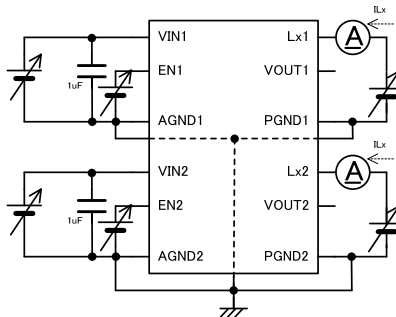 ILx
VIN1
Lx1
A
EN1
VOUT1
1uF
AGND1
PGND1
ILx
VIN2
Lx2
A
EN2
VOUT2
1uF
AGND2
PGND2